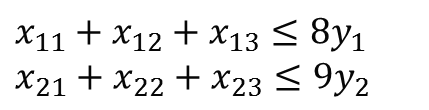 x₁₁ + x₁₂ + x₁₃ ≤ 8y₁
x₂₁ + x₂₂ + x₂₃ ≤ 9y₂